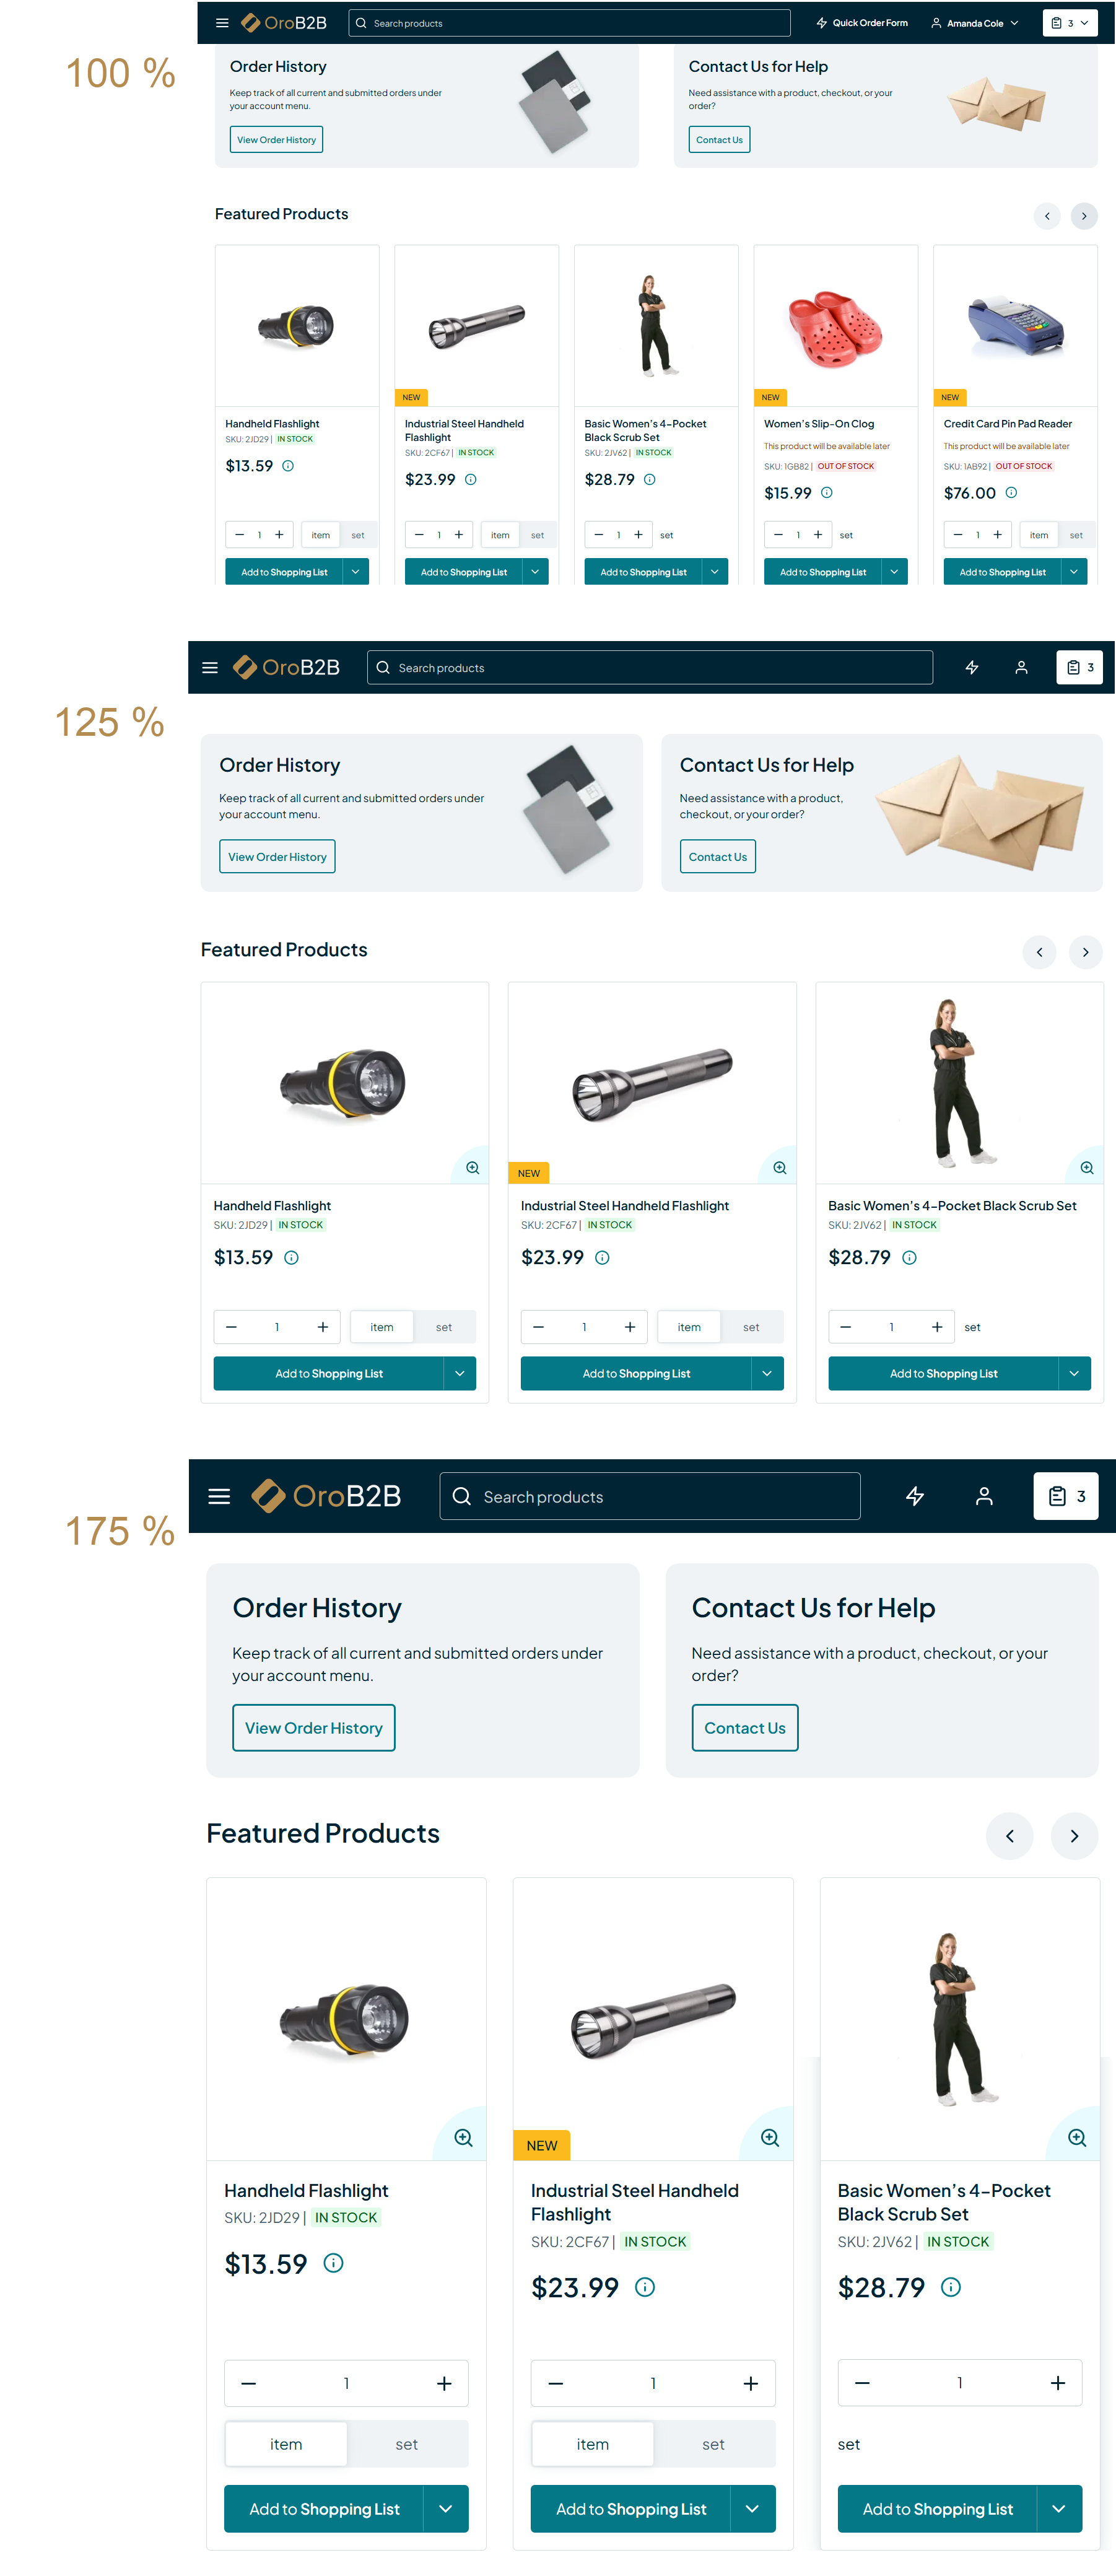 100 %
OroB2B
Search products
Quick Order Form
Amanda Cole
3
Order History
Keep track of all current and submitted orders under
your account menu.
View Order History
Contact Us for Help
Need assistance with a product, checkout, or your
order?
Contact Us
Featured Products
Handheld Flashlight
SKU: 2JD29 | IN STOCK
$13.59
1
item
set
Add to Shopping List
NEW
Industrial Steel Handheld
Flashlight
SKU: 2CF67 | IN STOCK
$23.99
1
item
set
Add to Shopping List
Basic Women's 4-Pocket
Black Scrub Set
SKU: 2JV62 | IN STOCK
$28.79
1
set
Add to Shopping List
NEW
Women's Slip-On Clog
This product will be available later
SKU: 1GB82 | OUT OF STOCK
$15.99
1
set
Add to Shopping List
NEW
Credit Card Pin Pad Reader
This product will be available later
SKU: 1AB92 | OUT OF STOCK
$76.00
1
item
set
Add to Shopping List
125 %
OroB2B
Search products
3
Order History
Keep track of all current and submitted orders under
your account menu.
View Order History
Contact Us for Help
Need assistance with a product,
checkout, or your order?
Contact Us
Featured Products
Handheld Flashlight
SKU: 2JD29 | IN STOCK
$13.59
1
item
set
Add to Shopping List
NEW
Industrial Steel Handheld Flashlight
SKU: 2CF67 | IN STOCK
$23.99
1
item
set
Add to Shopping List
Basic Women's 4-Pocket Black Scrub Set
SKU: 2JV62 | IN STOCK
$28.79
1
set
Add to Shopping List
175 %
OroB2B
Search products
3
Order History
Keep track of all current and submitted orders under
your account menu.
View Order History
Contact Us for Help
Need assistance with a product, checkout, or your
order?
Contact Us
Featured Products
Handheld Flashlight
SKU: 2JD29 | IN STOCK
$13.59
1
item
set
Add to Shopping List
NEW
Industrial Steel Handheld
Flashlight
SKU: 2CF67 | IN STOCK
$23.99
1
item
set
Add to Shopping List
Basic Women's 4-Pocket
Black Scrub Set
SKU: 2JV62 | IN STOCK
$28.79
1
set
Add to Shopping List